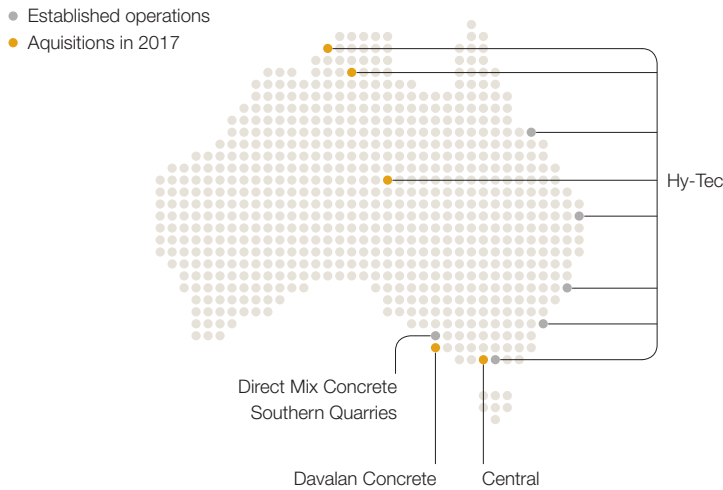 Established operations
Aquisitions in 2017
Hy-Tec
Direct Mix Concrete
Southern Quarries
Davalan Concrete
Central